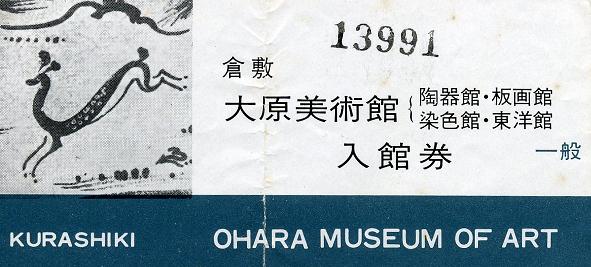 13991
倉敷
大原美術館{陶器館・板画館
染色館・東洋館
入館券 一般
KURASHIKI OHARA MUSEUM OF ART